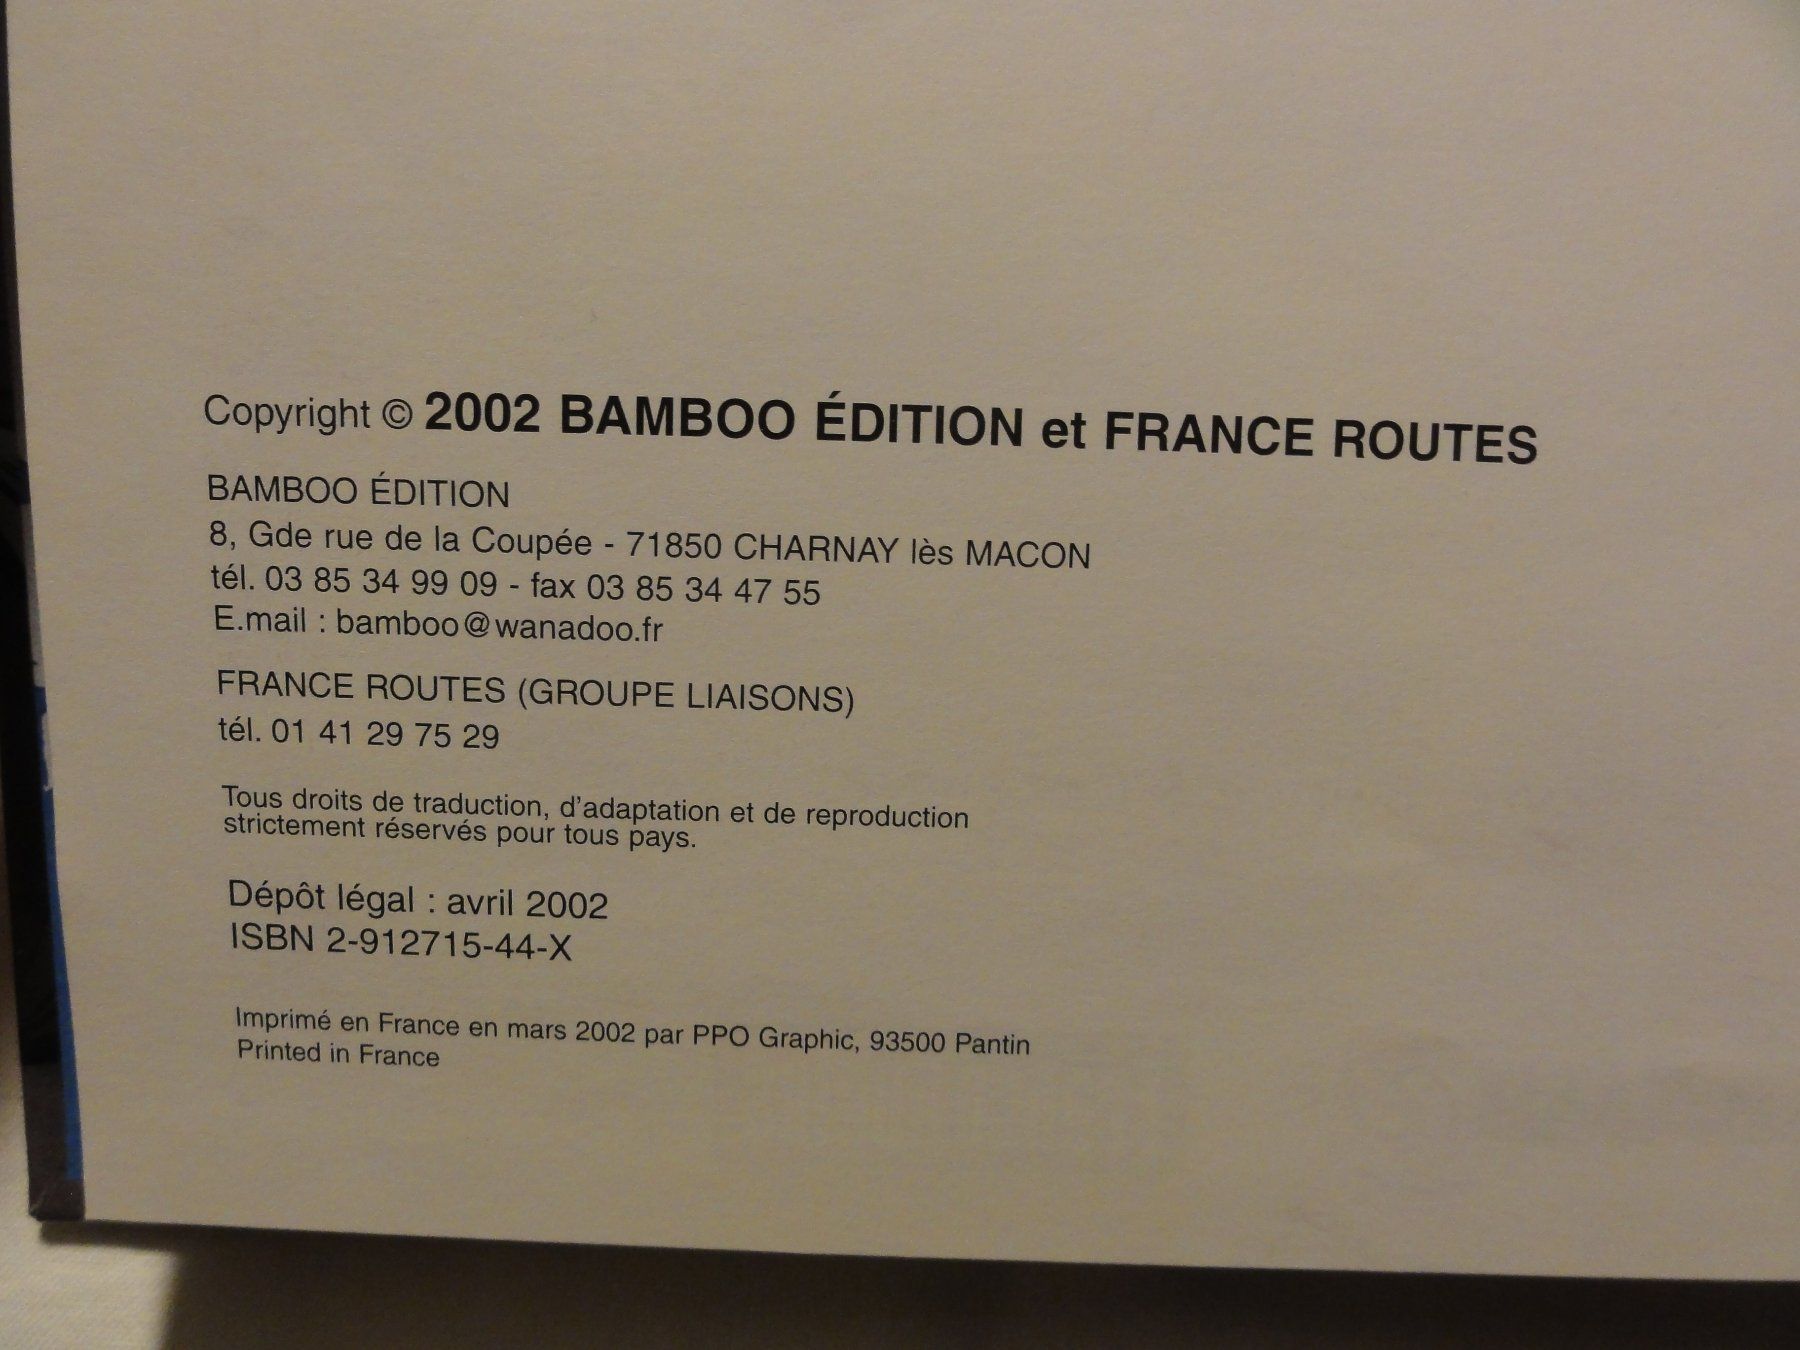 Copyright © 2002 BAMBOO ÉDITION et FRANCE ROUTES
BAMBOO ÉDITION
8, Gde rue de la Coupée - 71850 CHARNAY lès MACON
tél. 03 85 34 99 09 - fax 03 85 34 47 55
E.mail : bamboo@wanadoo.fr
FRANCE ROUTES (GROUPE LIAISONS)
tél. 01 41 29 75 29
Tous droits de traduction, d'adaptation et de reproduction
strictement réservés pour tous pays.
Dépôt légal : avril 2002
ISBN 2-912715-44-X
Imprimé en France en mars 2002 par PPO Graphic, 93500 Pantin
Printed in France